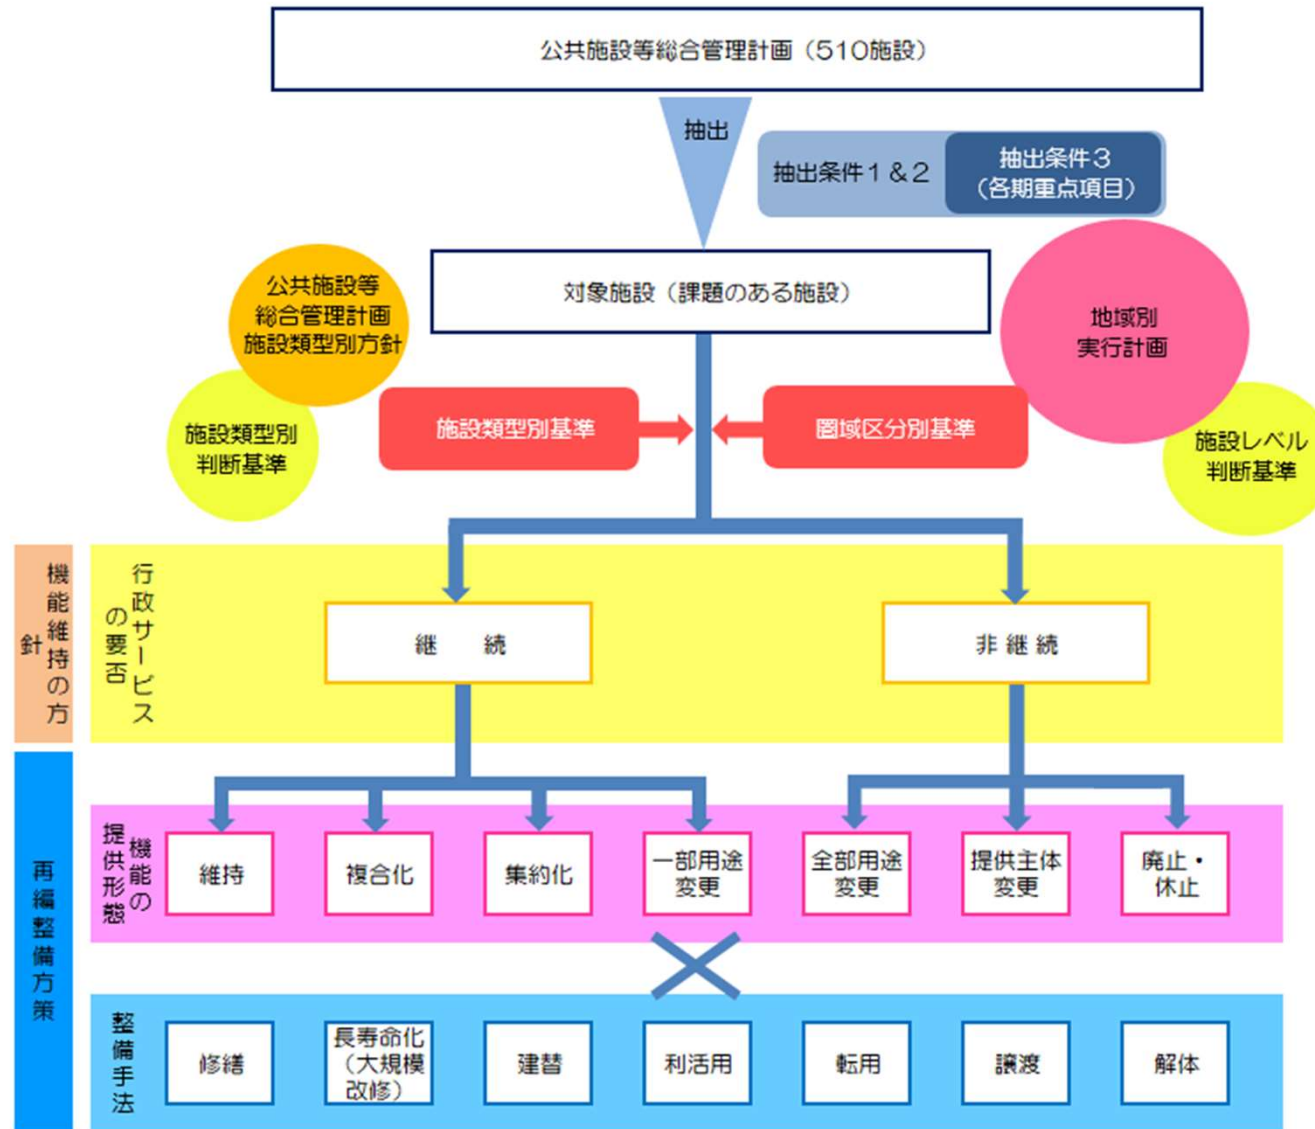 公共施設等総合管理計画（510施設）
抽出
抽出条件１＆２
抽出条件３
（各期重点項目）
公共施設等
総合管理計画
施設類型別方針
対象施設（課題のある施設）
地域別
実行計画
施設類型別
判断基準
施設類型別基準
圏域区分別基準
施設レベル
判断基準
機能維持の方
針
行政サービス
の要否
継　続
非継続
再編整備方策
機能の
提供形態
維持
複合化
集約化
一部用途
変更
全部用途
変更
提供主体
変更
廃止・
休止
整備手法
修繕
長寿命化
（大規模
改修）
建替
利活用
転用
譲渡
解体